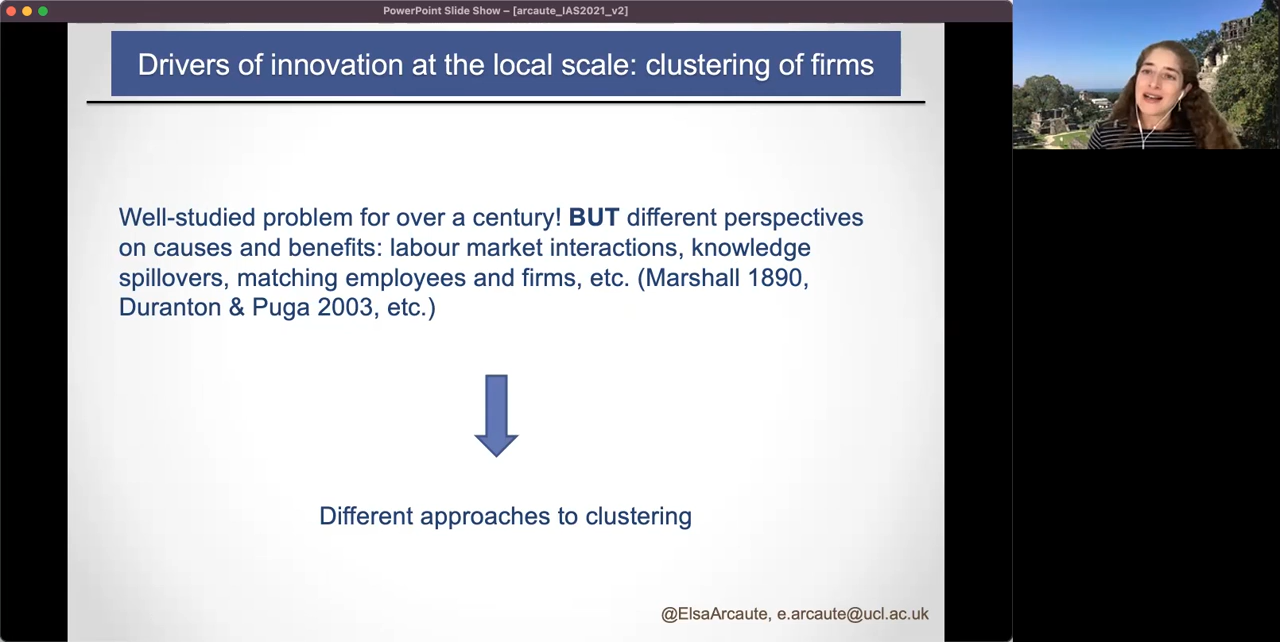 PowerPoint Slide Show – [arcaute_IAS2021_v2]
Drivers of innovation at the local scale: clustering of firms
Well-studied problem for over a century! BUT different perspectives
on causes and benefits: labour market interactions, knowledge
spillovers, matching employees and firms, etc. (Marshall 1890,
Duranton & Puga 2003, etc.)
Different approaches to clustering
@ElsaArcaute, e.arcaute@ucl.ac.uk